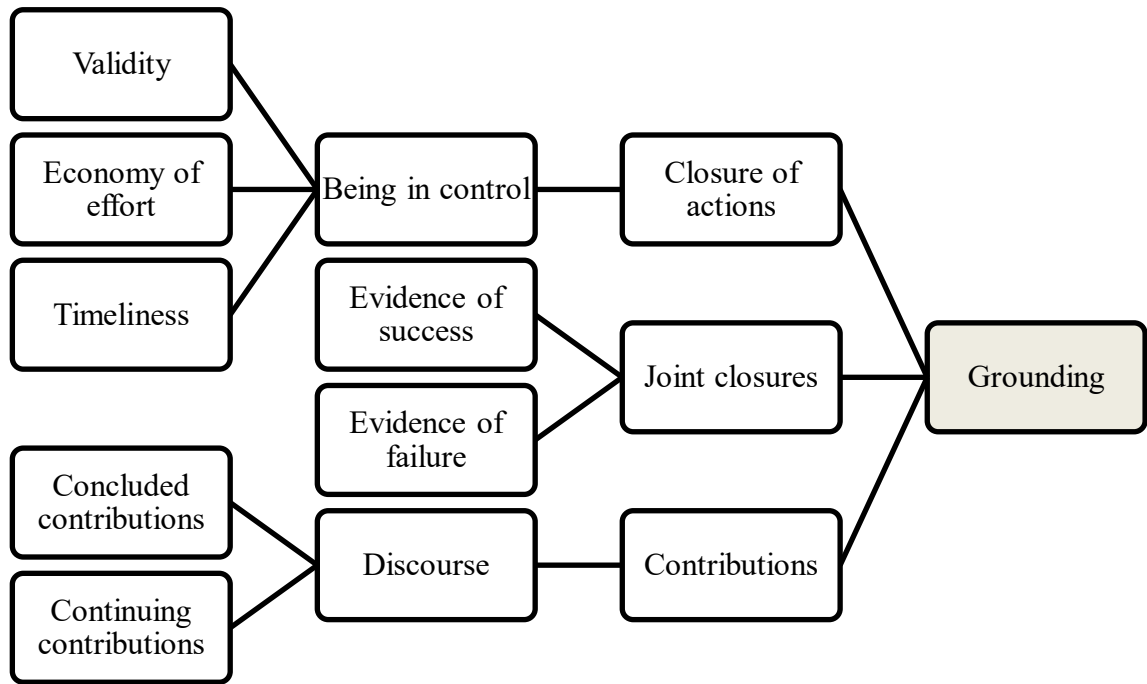 Validity
Economy of
effort
Timeliness
Being in control
Closure of
actions
Evidence of
success
Evidence of
failure
Joint closures
Grounding
Concluded
contributions
Continuing
contributions
Discourse
Contributions